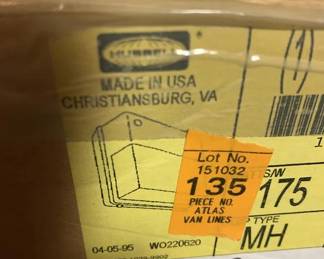 HUBBELL
MADE IN USA
CHRISTIANSBURG, VA
(1)
Lot No.
151032
135
PIECE NO.
ATLAS
VAN LINES
175
TYPE
MH
04-05-95 WO220620